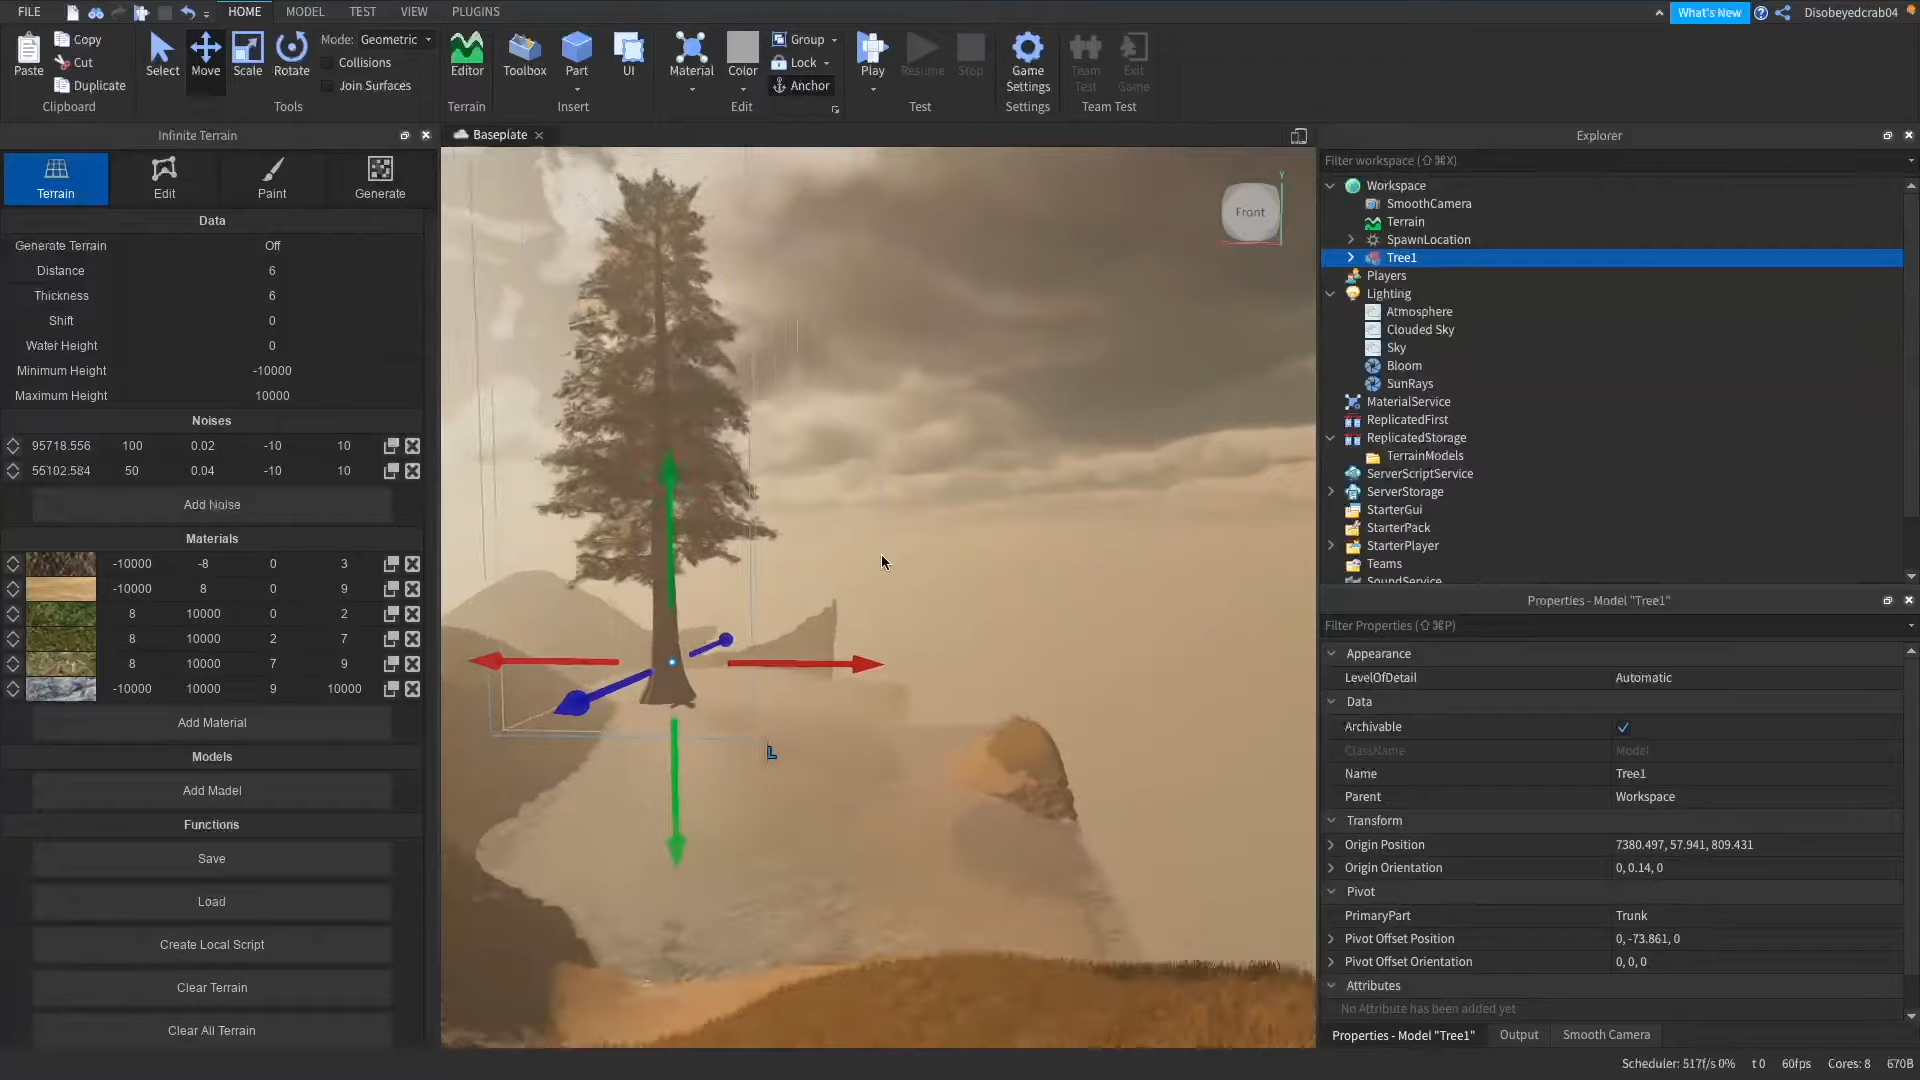 FILE HOME MODEL TEST VIEW PLUGINS What's New Disobeyedcrab04
Paste Copy Cut Duplicate Clipboard
Select Move Scale Rotate Mode: Geometric Collisions Join Surfaces Tools
Editor Terrain
Toolbox Part UI Insert
Material Color Group Lock Anchor Edit
Play Resume Stop Test
Game Settings Settings
Team Test Exit Game Team Test
Infinite Terrain
Terrain Edit Paint Generate
Data
Generate Terrain Off
Distance 6
Thickness 6
Shift 0
Water Height 0
Minimum Height -10000
Maximum Height 10000
Noises
95718.556 100 0.02 -10 10
55102.584 50 0.04 -10 10
Add Noise
Materials
-10000 -8 0 3
-10000 8 0 9
8 10000 0 2
8 10000 2 7
8 10000 7 9
-10000 10000 9 10000
Add Material
Models
Add Madel
Functions
Save
Load
Create Local Script
Clear Terrain
Clear All Terrain
Baseplate
Front
Y
L
Explorer
Filter workspace (⇧⌘X)
Workspace
SmoothCamera
Terrain
SpawnLocation
Tree1
Players
Lighting
Atmosphere
Clouded Sky
Sky
Bloom
SunRays
MaterialService
ReplicatedFirst
ReplicatedStorage
TerrainModels
ServerScriptService
ServerStorage
StarterGui
StarterPack
StarterPlayer
Teams
SoundService
Properties - Model "Tree1"
Filter Properties (⇧⌘P)
Appearance
LevelOfDetail Automatic
Data
Archivable
ClassName Model
Name Tree1
Parent Workspace
Transform
Origin Position 7380.497, 57.941, 809.431
Origin Orientation 0, 0.14, 0
Pivot
PrimaryPart Trunk
Pivot Offset Position 0, -73.861, 0
Pivot Offset Orientation 0, 0, 0
Attributes
No Attribute has been added yet
Properties - Model "Tree1" Output Smooth Camera
Scheduler: 517f/s 0% t 0 60fps Cores: 8 670B